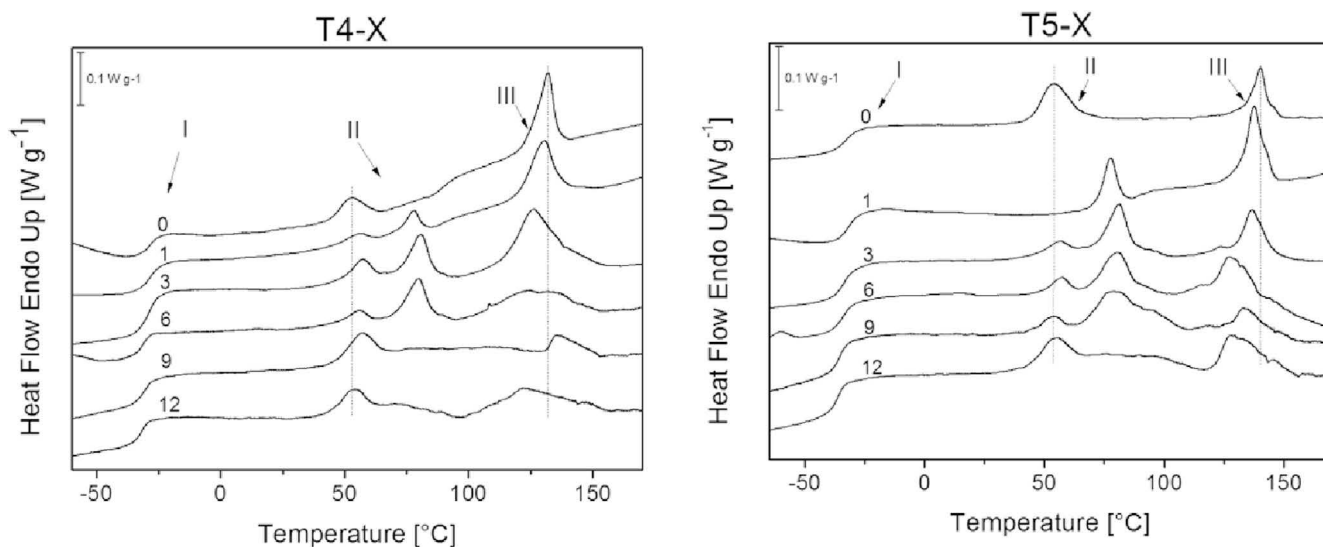 T4-X
0.1 W g-1
I
II
III
0
1
3
6
9
12
Heat Flow Endo Up [W g⁻¹]
-50
0
50
100
150
Temperature [°C]
T5-X
0.1 W g-1
I
II
III
0
1
3
6
9
12
Heat Flow Endo Up [W g⁻¹]
-50
0
50
100
150
Temperature [°C]